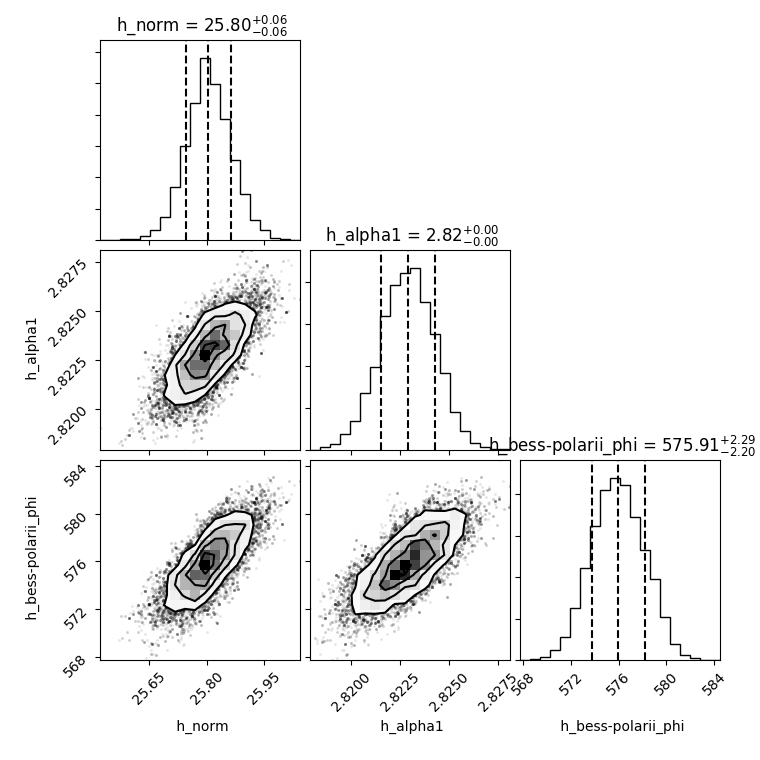 h_norm = 25.80+0.06−0.06
h_alpha1 = 2.82+0.00−0.00
2.8275
2.8250
2.8225
2.8200
h_alpha1
h_bess-polarii_phi = 575.91+2.29−2.20
584
580
576
572
568
h_bess-polarii_phi
25.65 25.80 25.95
2.8200 2.8225 2.8250 2.8275
568 572 576 580 584
h_norm h_alpha1 h_bess-polarii_phi